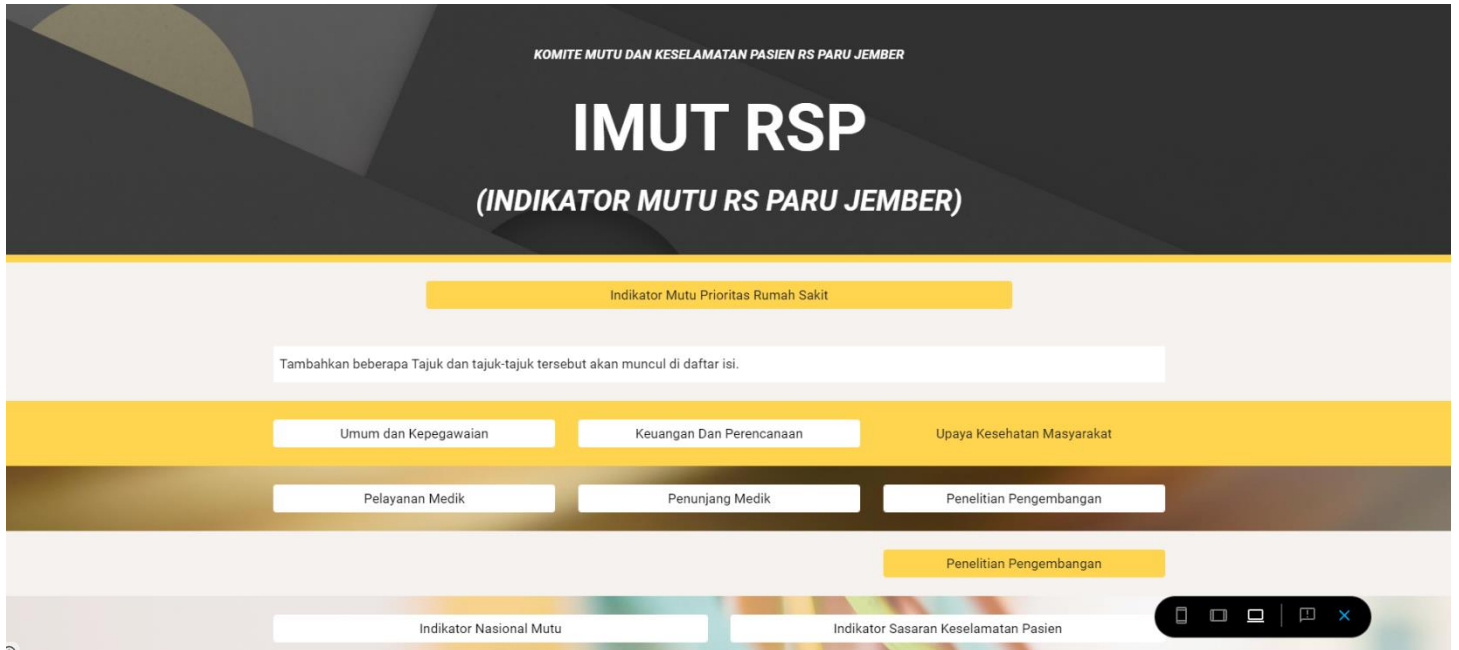 KOMITE MUTU DAN KESELAMATAN PASIEN RS PARU JEMBER
IMUT RSP
(INDIKATOR MUTU RS PARU JEMBER)
Indikator Mutu Prioritas Rumah Sakit
Tambahkan beberapa Tajuk dan tajuk-tajuk tersebut akan muncul di daftar isi.
Umum dan Kepegawaian
Keuangan Dan Perencanaan
Upaya Kesehatan Masyarakat
Pelayanan Medik
Penunjang Medik
Penelitian Pengembangan
Penelitian Pengembangan
Indikator Nasional Mutu
Indikator Sasaran Keselamatan Pasien